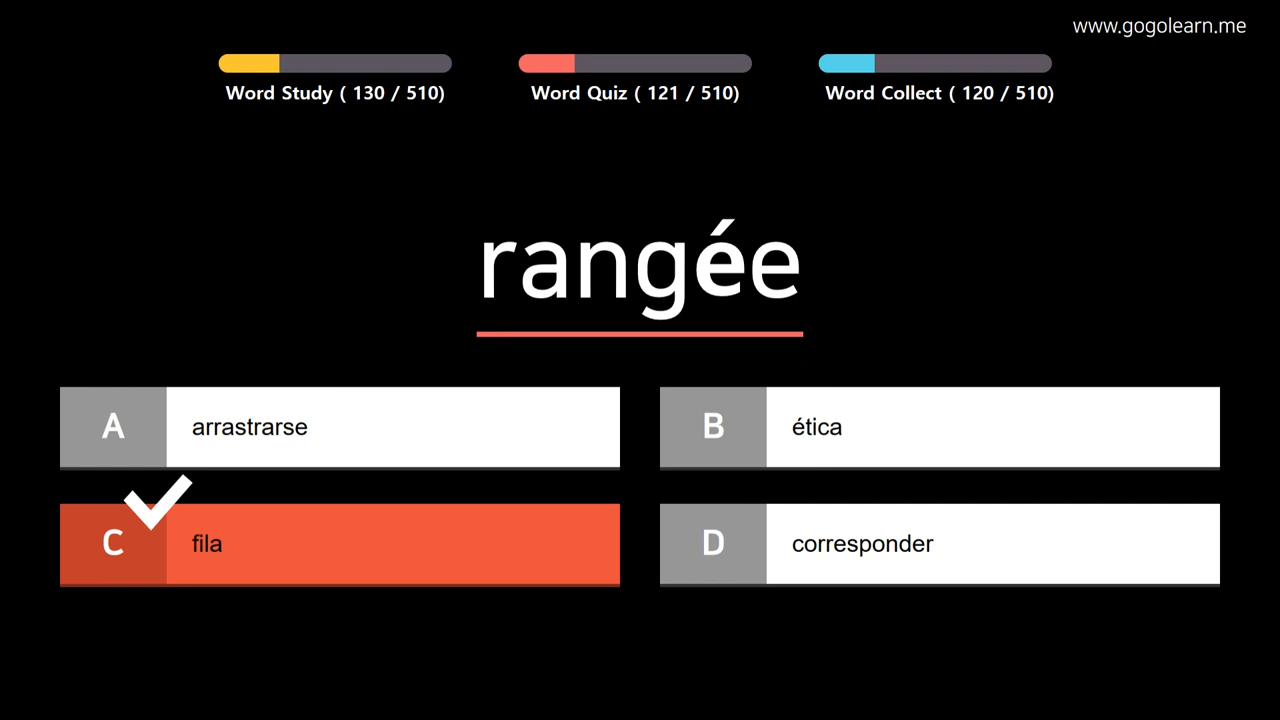 www.gogolearn.me
Word Study ( 130 / 510)
Word Quiz ( 121 / 510)
Word Collect ( 120 / 510)
rangée
A arrastrarse
B ética
C fila
D corresponder